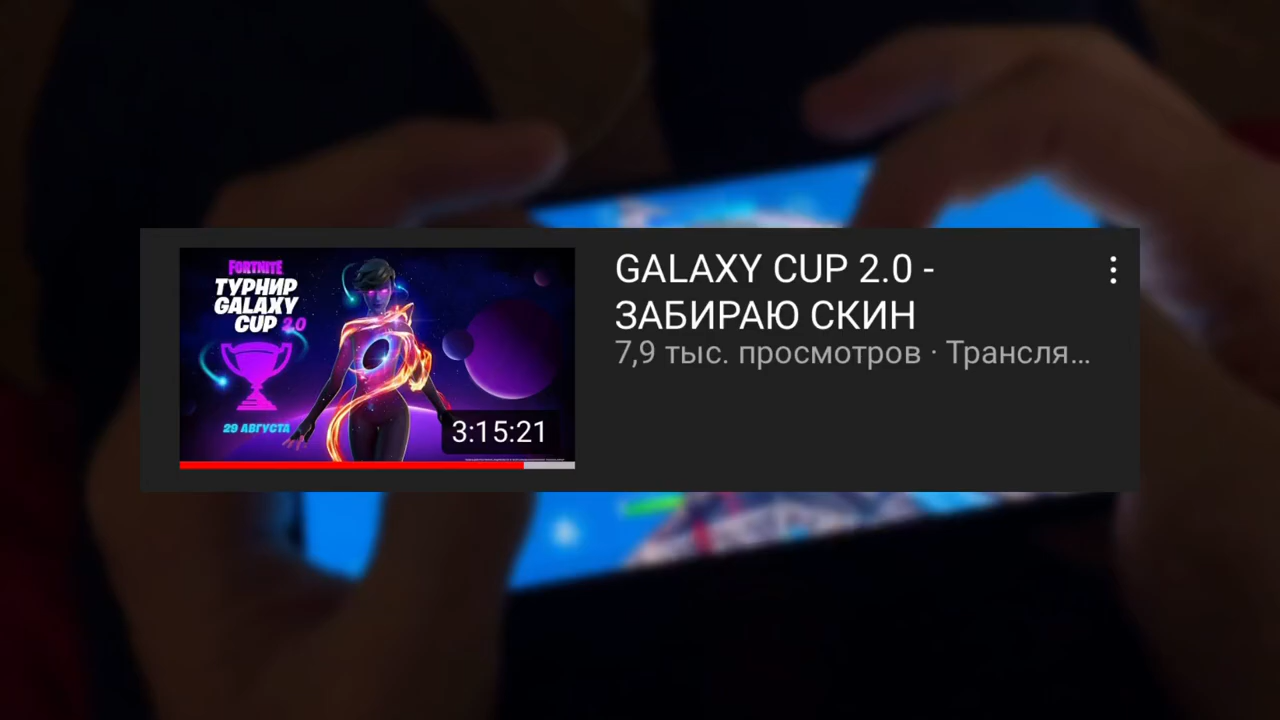 FORTNITE
ТУРНИР
GALAXY
CUP 2.0
29 АВГУСТА
3:15:21
GALAXY CUP 2.0 -
ЗАБИРАЮ СКИН
7,9 тыс. просмотров · Трансля...